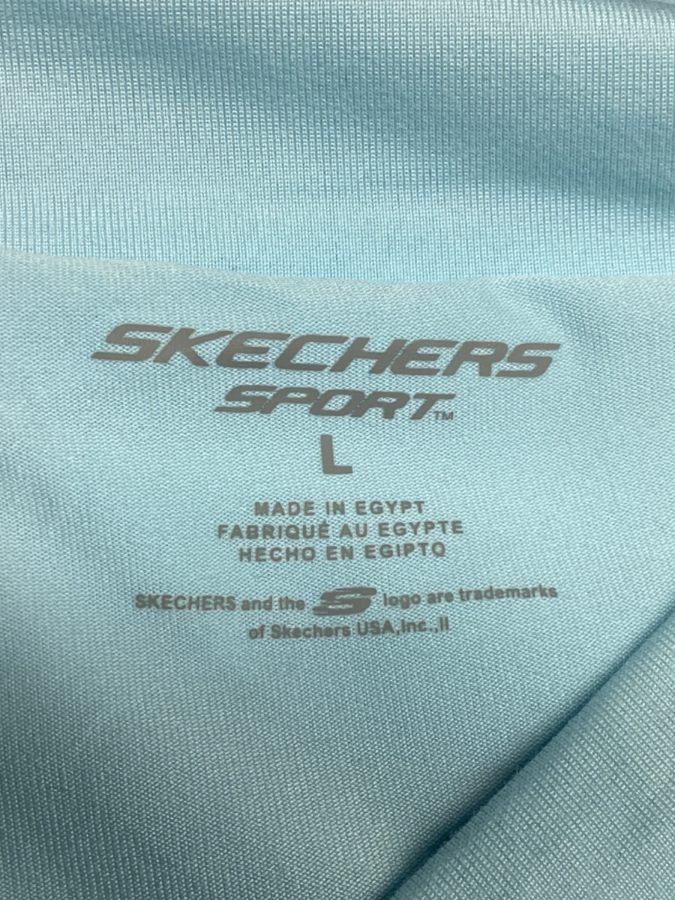 SKECHERS
SPORT™
L
MADE IN EGYPT
FABRIQUÉ AU EGYPTE
HECHO EN EGIPTO
SKECHERS and the S logo are trademarks
of Skechers USA,Inc.,II